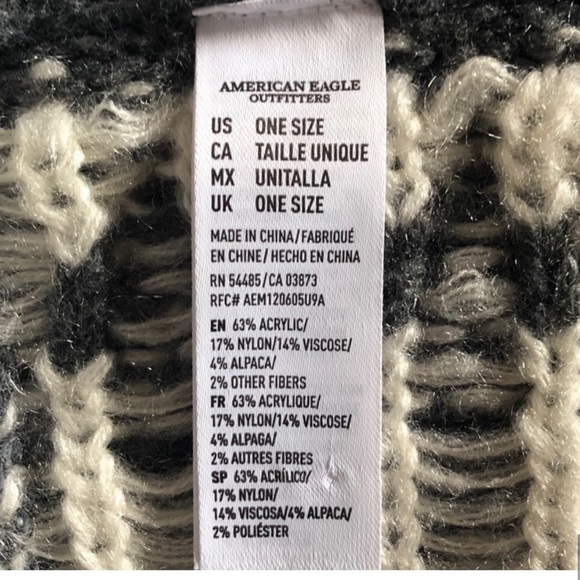 AMERICAN EAGLE
OUTFITTERS
US ONE SIZE
CA TAILLE UNIQUE
MX UNITALLA
UK ONE SIZE
MADE IN CHINA/FABRIQUÉ
EN CHINE/HECHO EN CHINA
RN 54485/CA 03873
RFC# AEM120605U9A
EN 63% ACRYLIC/
17% NYLON/14% VISCOSE/
4% ALPACA/
2% OTHER FIBERS
FR 63% ACRYLIQUE/
17% NYLON/14% VISCOSE/
4% ALPAGA/
2% AUTRES FIBRES
SP 63% ACRÍLICO/
17% NYLON/
14% VISCOSA/4% ALPACA/
2% POLIÉSTER